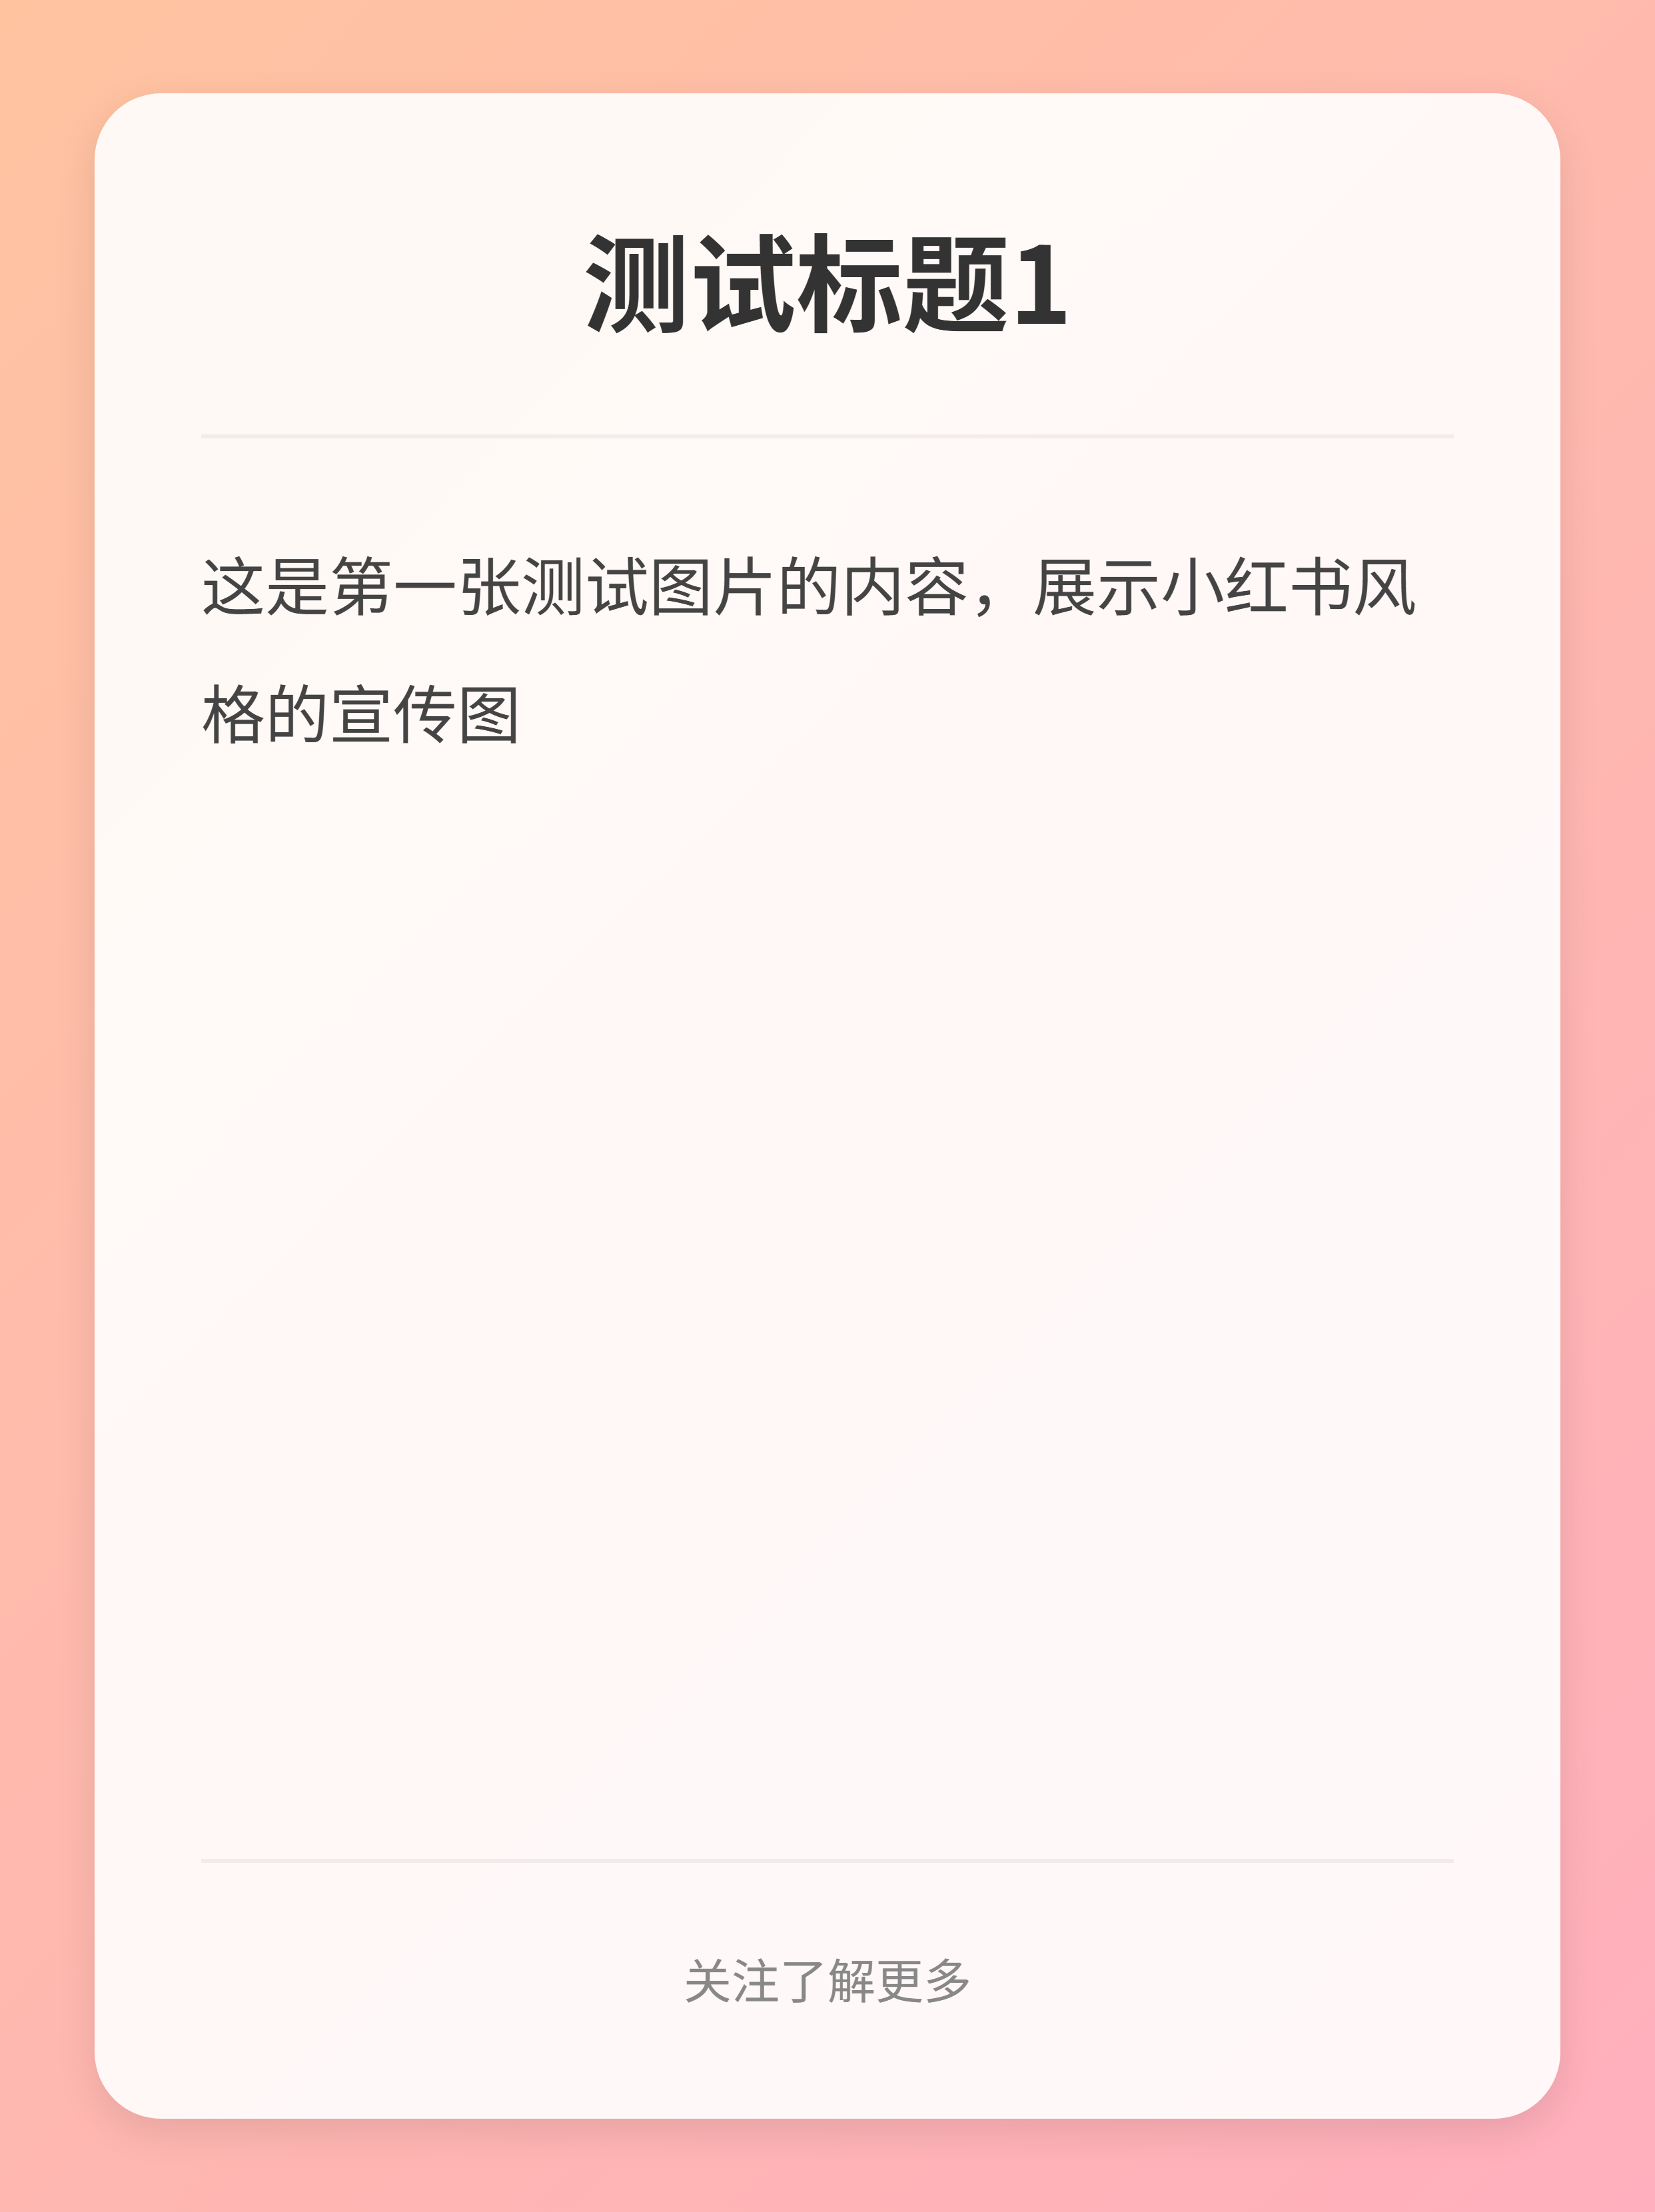 测试标题1
这是第一张测试图片的内容，展示小红书风
格的宣传图
关注了解更多